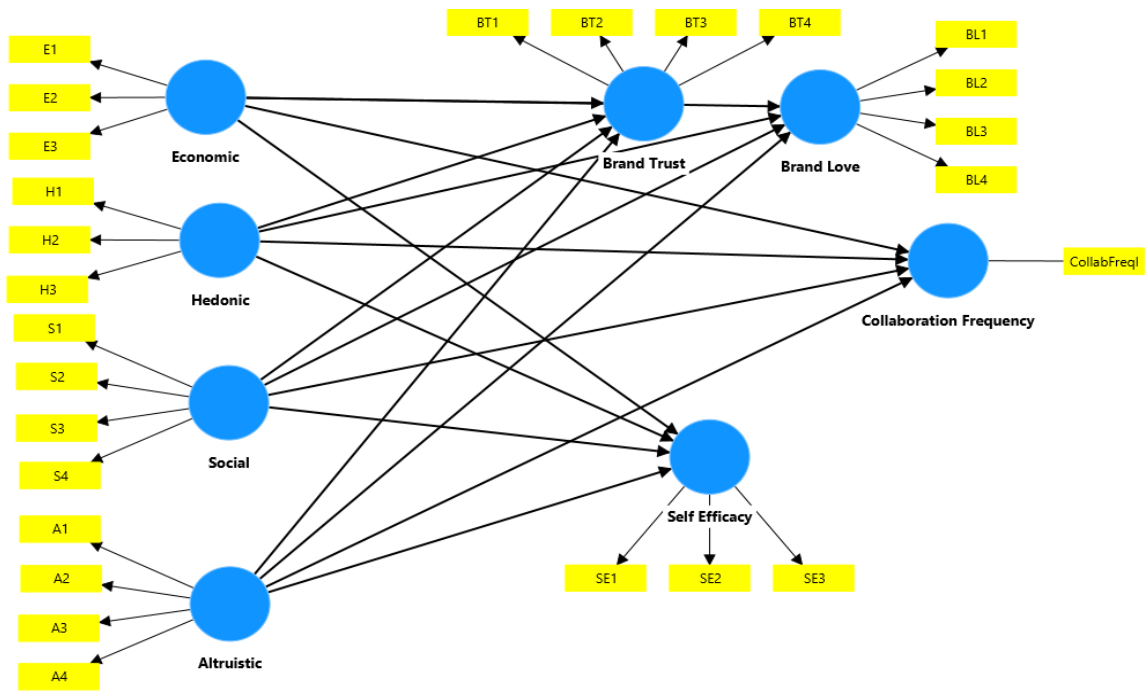 BT1
BT2
BT3
BT4
E1
E2
E3
Economic
Brand Trust
Brand Love
BL1
BL2
BL3
BL4
H1
H2
H3
Hedonic
CollabFreqI
Collaboration Frequency
S1
S2
S3
S4
Social
Self Efficacy
SE1
SE2
SE3
A1
A2
A3
A4
Altruistic